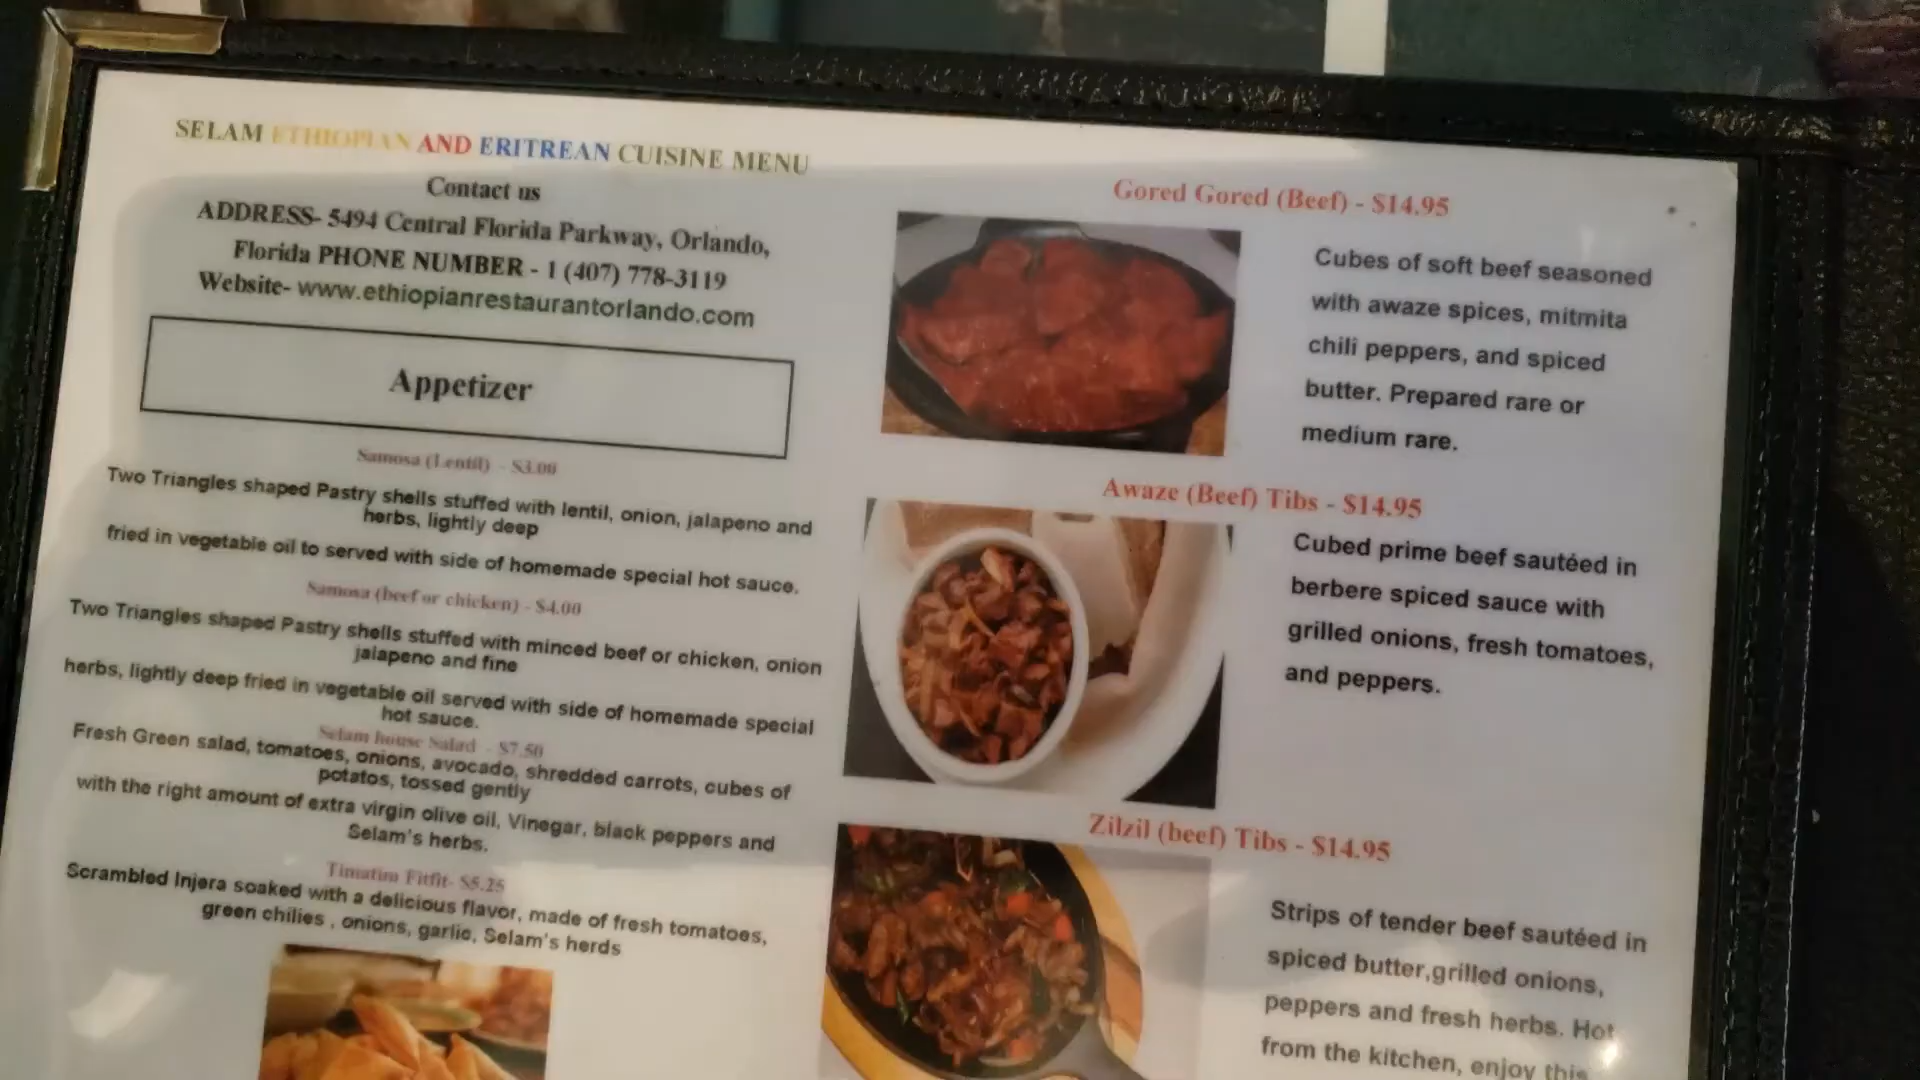 SELAM ETHIOPIAN AND ERITREAN CUISINE MENU
Contact us
ADDRESS- 5494 Central Florida Parkway, Orlando,
Florida PHONE NUMBER - 1 (407) 778-3119
Website- www.ethiopianrestaurantorlando.com
Appetizer
Samosa (Lentil) - $3.00
Two Triangles shaped Pastry shells stuffed with lentil, onion, jalapeno and
herbs, lightly deep
fried in vegetable oil to served with side of homemade special hot sauce.
Samosa (beef or chicken) - $4.00
Two Triangles shaped Pastry shells stuffed with minced beef or chicken, onion
jalapeno and fine
herbs, lightly deep fried in vegetable oil served with side of homemade special
hot sauce.
Selam house Salad - $7.50
Fresh Green salad, tomatoes, onions, avocado, shredded carrots, cubes of
potatos, tossed gently
with the right amount of extra virgin olive oil, Vinegar, black peppers and
Selam's herbs.
Timatim Fitfit- $5.25
Scrambled Injera soaked with a delicious flavor, made of fresh tomatoes,
green chilies , onions, garlic, Selam's herds
Gored Gored (Beef) - $14.95
Cubes of soft beef seasoned
with awaze spices, mitmita
chili peppers, and spiced
butter. Prepared rare or
medium rare.
Awaze (Beef) Tibs - $14.95
Cubed prime beef sautéed in
berbere spiced sauce with
grilled onions, fresh tomatoes,
and peppers.
Zilzil (beef) Tibs - $14.95
Strips of tender beef sautéed in
spiced butter,grilled onions,
peppers and fresh herbs. Hot
from the kitchen, enjoy this